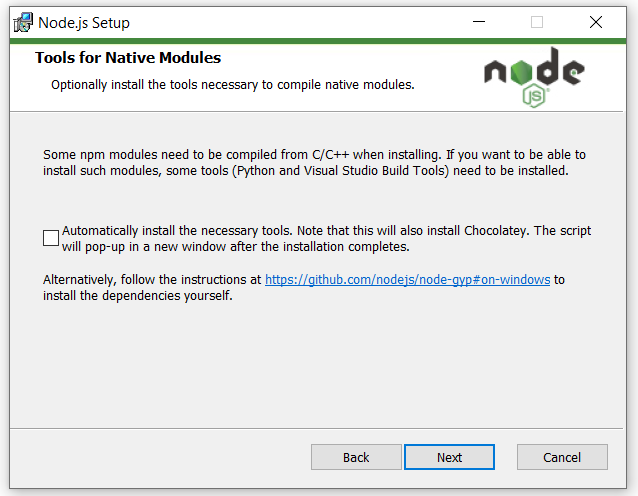 Node.js Setup
Tools for Native Modules
Optionally install the tools necessary to compile native modules.
node
JS
Some npm modules need to be compiled from C/C++ when installing. If you want to be able to
install such modules, some tools (Python and Visual Studio Build Tools) need to be installed.
Automatically install the necessary tools. Note that this will also install Chocolatey. The script
will pop-up in a new window after the installation completes.
Alternatively, follow the instructions at https://github.com/nodejs/node-gyp#on-windows to
install the dependencies yourself.
Back Next Cancel